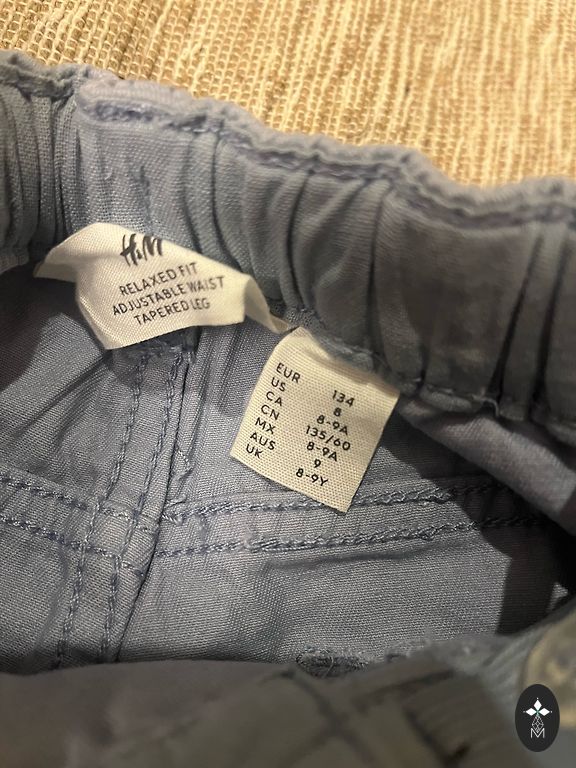 H&M
RELAXED FIT
ADJUSTABLE WAIST
TAPERED LEG
EUR 134
US 8
CA 8-9A
CN 135/60
MX 8-9A
AUS 9
UK 8-9Y
M